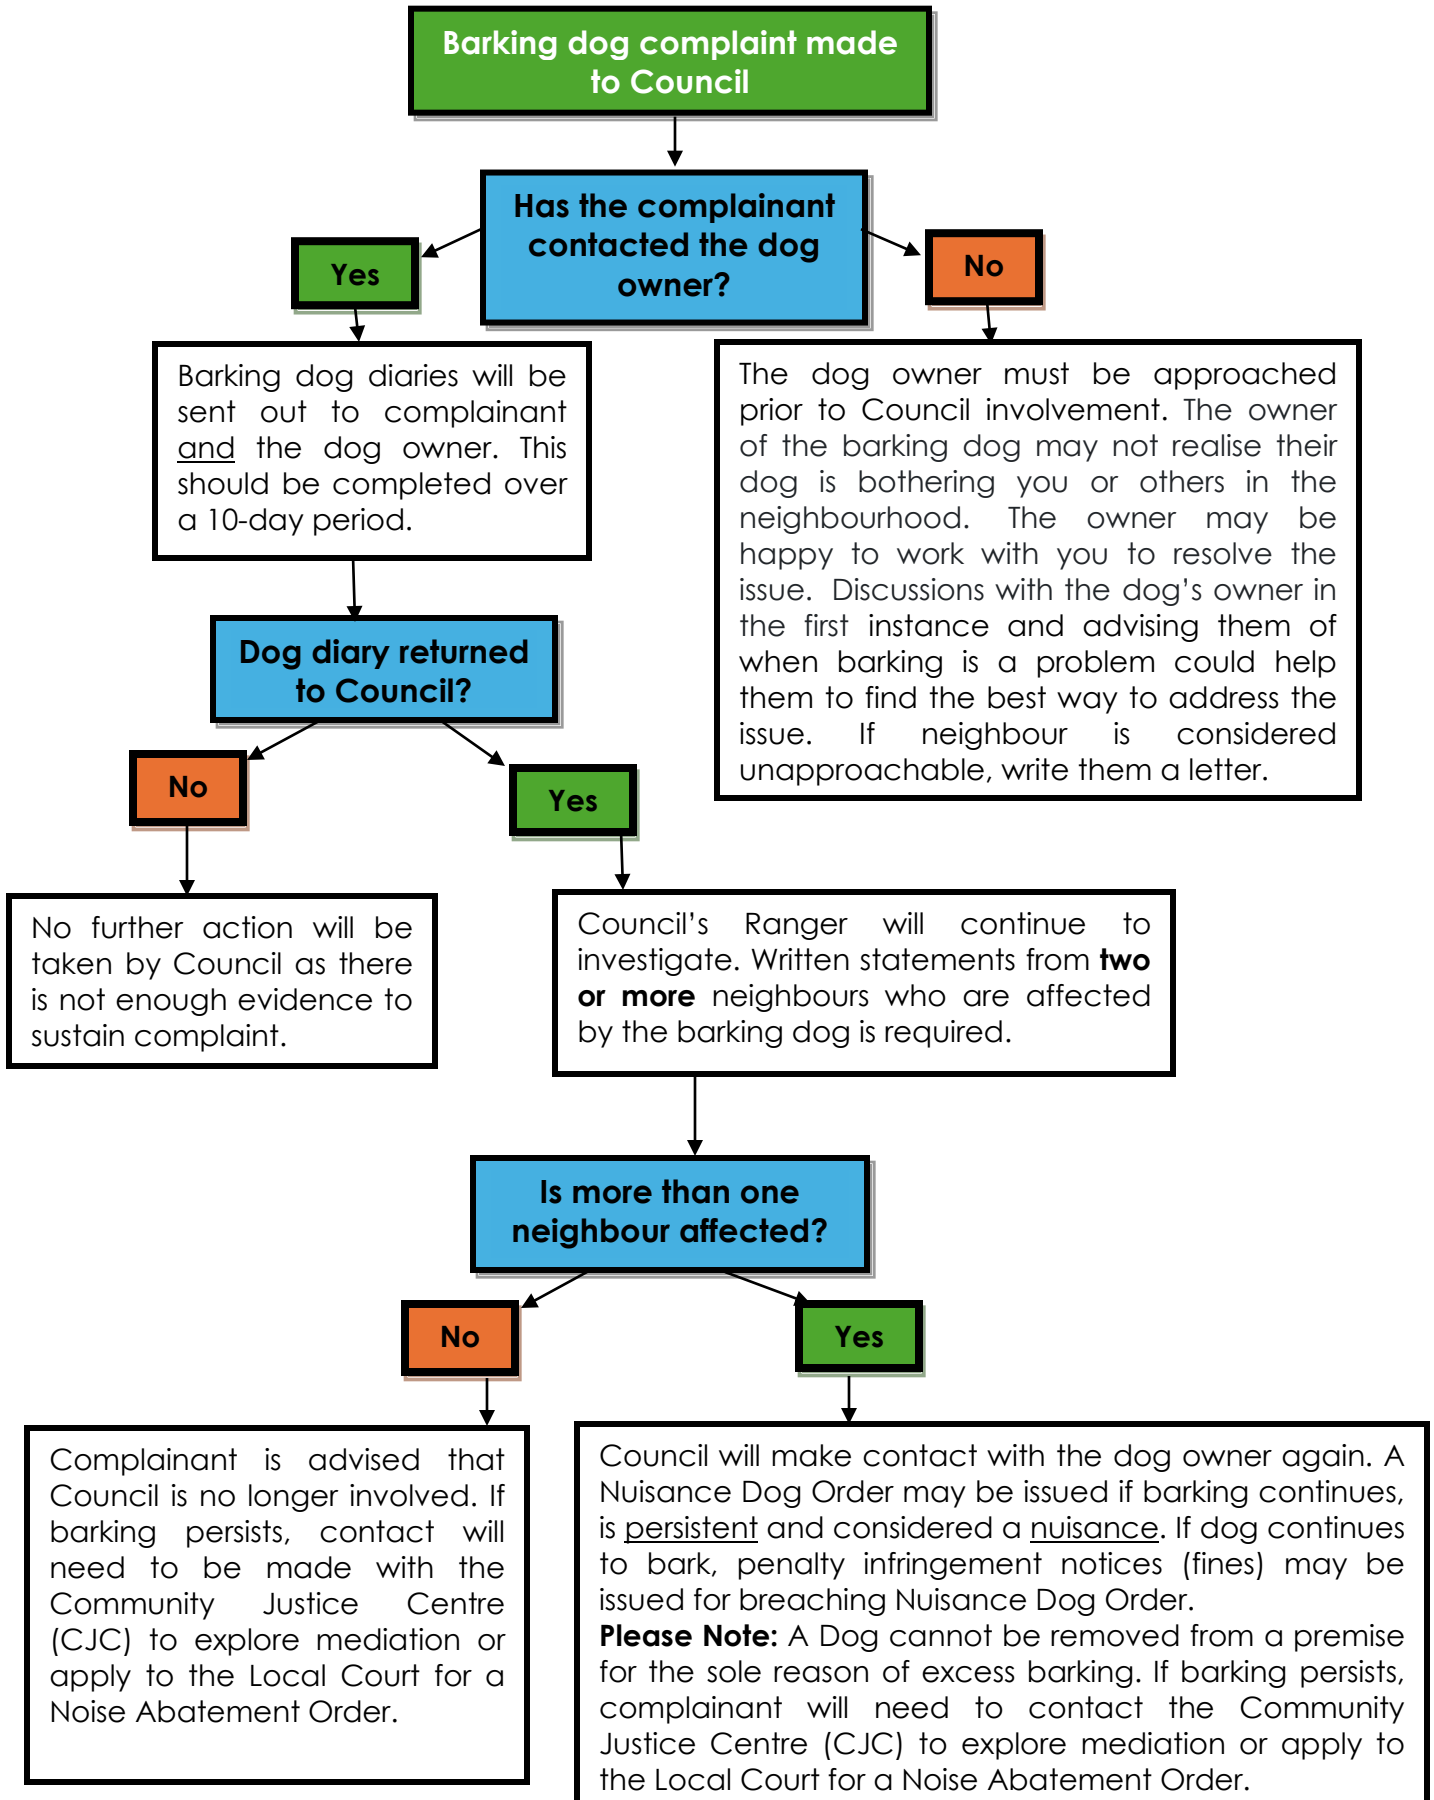 Barking dog complaint made
to Council
Has the complainant
contacted the dog
owner?
Yes
No
Barking dog diaries will be
sent out to complainant
and the dog owner. This
should be completed over
a 10-day period.
The dog owner must be approached
prior to Council involvement. The owner
of the barking dog may not realise their
dog is bothering you or others in the
neighbourhood. The owner may be
happy to work with you to resolve the
issue. Discussions with the dog’s owner in
the first instance and advising them of
when barking is a problem could help
them to find the best way to address the
issue. If neighbour is considered
unapproachable, write them a letter.
Dog diary returned
to Council?
No
Yes
No further action will be
taken by Council as there
is not enough evidence to
sustain complaint.
Council’s Ranger will continue to
investigate. Written statements from two
or more neighbours who are affected
by the barking dog is required.
Is more than one
neighbour affected?
No
Yes
Complainant is advised that
Council is no longer involved. If
barking persists, contact will
need to be made with the
Community Justice Centre
(CJC) to explore mediation or
apply to the Local Court for a
Noise Abatement Order.
Council will make contact with the dog owner again. A
Nuisance Dog Order may be issued if barking continues,
is persistent and considered a nuisance. If dog continues
to bark, penalty infringement notices (fines) may be
issued for breaching Nuisance Dog Order.
Please Note: A Dog cannot be removed from a premise
for the sole reason of excess barking. If barking persists,
complainant will need to contact the Community
Justice Centre (CJC) to explore mediation or apply to
the Local Court for a Noise Abatement Order.